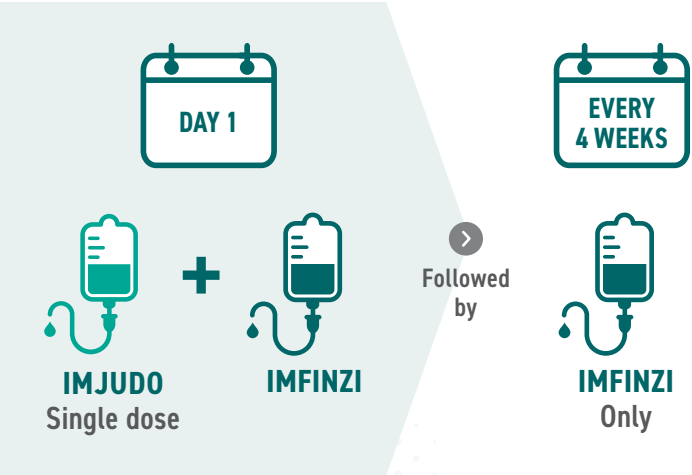 DAY 1
EVERY
4 WEEKS
Followed
by
IMJUDO
Single dose
IMFINZI
IMFINZI
Only